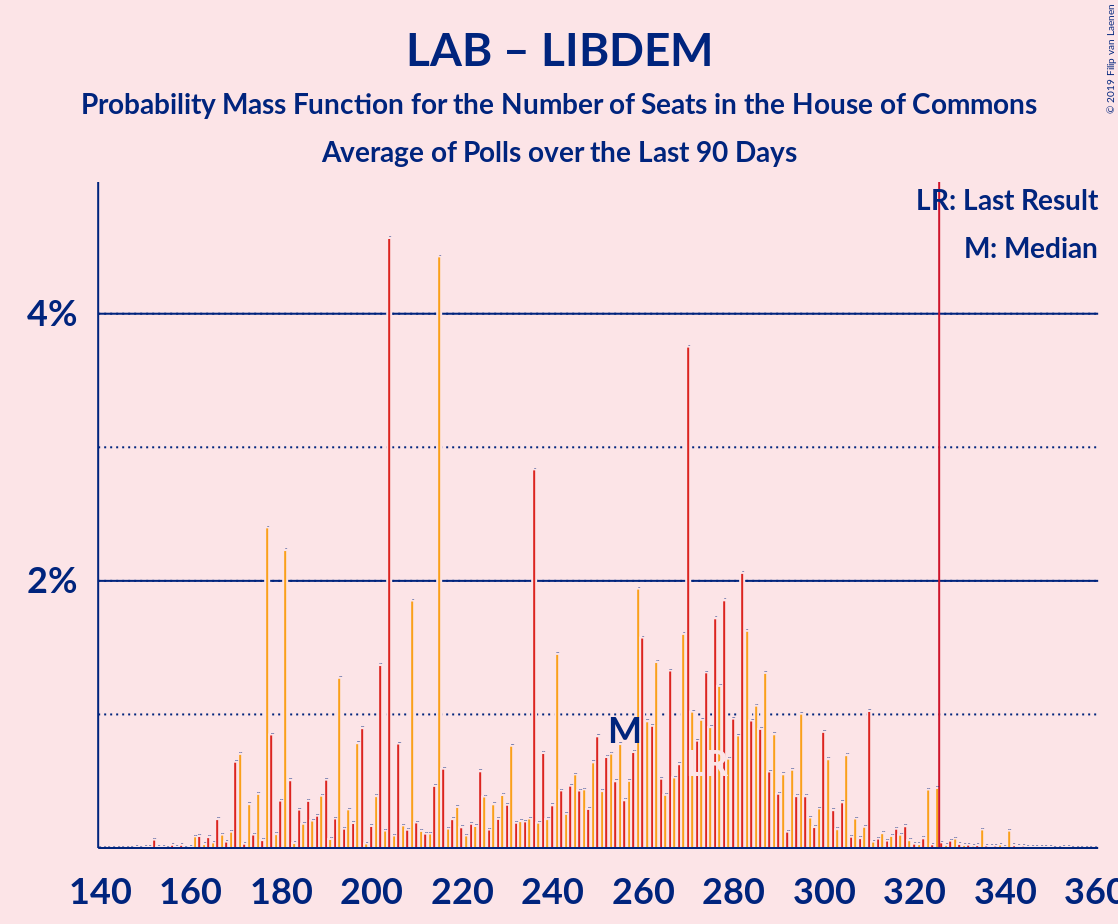 LAB – LIBDEM
Probability Mass Function for the Number of Seats in the House of Commons
Average of Polls over the Last 90 Days
© 2019 Filip van Laenen
LR: Last Result
M: Median
4%
2%
M
LR
140 160 180 200 220 240 260 280 300 320 340 360